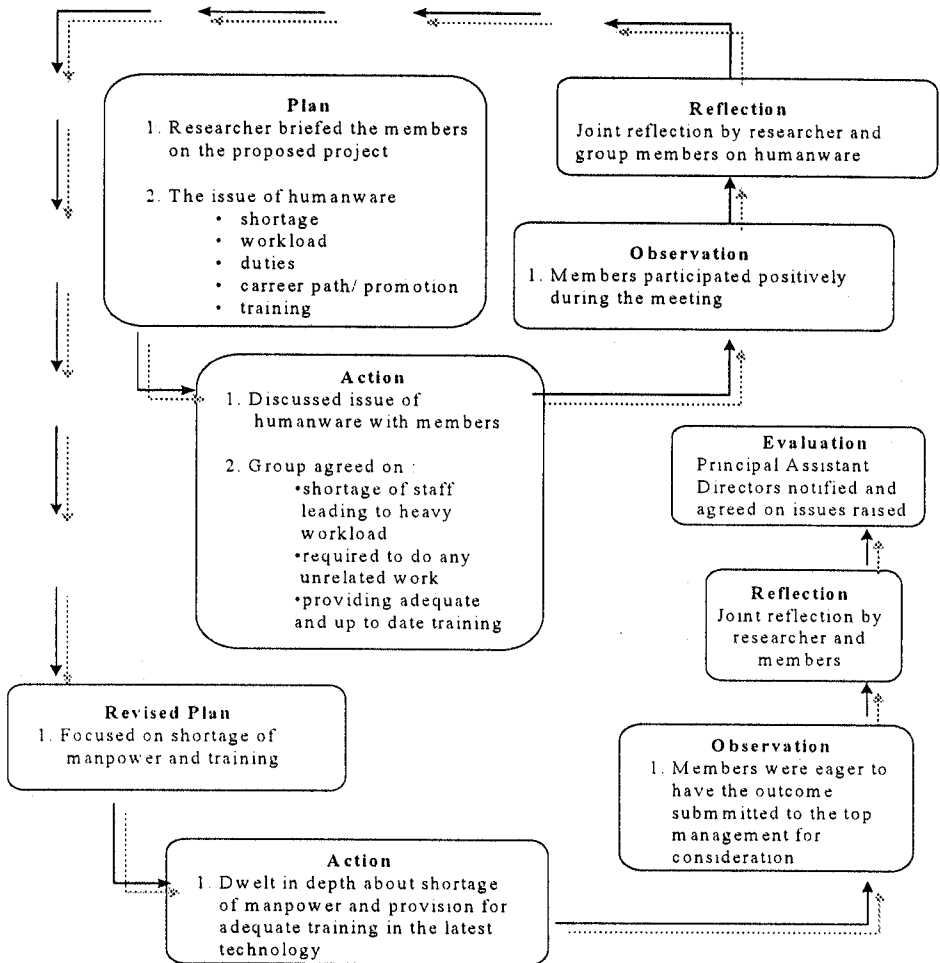 Plan
1. Researcher briefed the members
on the proposed project
2. The issue of humanware
• shortage
• workload
• duties
• carreer path/ promotion
• training
Action
1. Discussed issue of
humanware with members
2. Group agreed on :
•shortage of staff
leading to heavy
workload
•required to do any
unrelated work
•providing adequate
and up to date training
Observation
1. Members participated positively
during the meeting
Reflection
Joint reflection by researcher and
group members on humanware
Revised Plan
1. Focused on shortage of
manpower and training
Action
1. Dwelt in depth about shortage
of manpower and provision for
adequate training in the latest
technology
Observation
1. Members were eager to
have the outcome
submmitted to the top
management for
consideration
Reflection
Joint reflection by
researcher and
members
Evaluation
Principal Assistant
Directors notified and
agreed on issues raised